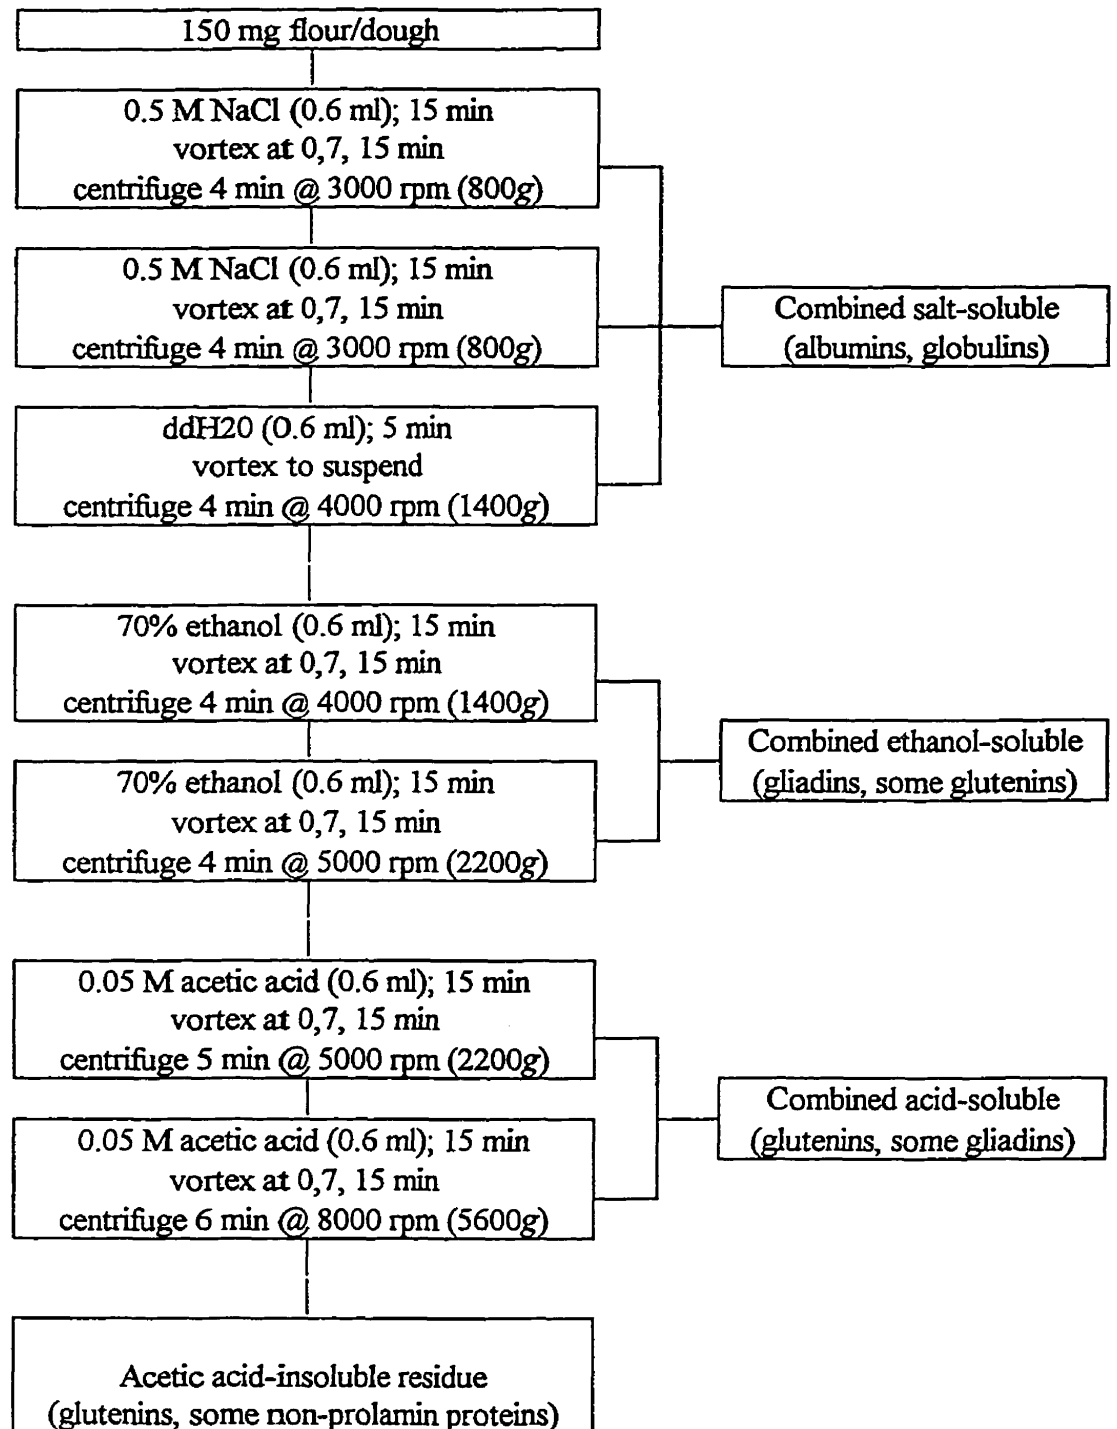 150 mg flour/dough
0.5 M NaCl (0.6 ml); 15 min
vortex at 0,7, 15 min
centrifuge 4 min @ 3000 rpm (800g)
0.5 M NaCl (0.6 ml); 15 min
vortex at 0,7, 15 min
centrifuge 4 min @ 3000 rpm (800g)
Combined salt-soluble
(albumins, globulins)
ddH20 (0.6 ml); 5 min
vortex to suspend
centrifuge 4 min @ 4000 rpm (1400g)
70% ethanol (0.6 ml); 15 min
vortex at 0,7, 15 min
centrifuge 4 min @ 4000 rpm (1400g)
Combined ethanol-soluble
(gliadins, some glutenins)
70% ethanol (0.6 ml); 15 min
vortex at 0,7, 15 min
centrifuge 4 min @ 5000 rpm (2200g)
0.05 M acetic acid (0.6 ml); 15 min
vortex at 0,7, 15 min
centrifuge 5 min @ 5000 rpm (2200g)
Combined acid-soluble
(glutenins, some gliadins)
0.05 M acetic acid (0.6 ml); 15 min
vortex at 0,7, 15 min
centrifuge 6 min @ 8000 rpm (5600g)
Acetic acid-insoluble residue
(glutenins, some non-prolamin proteins)